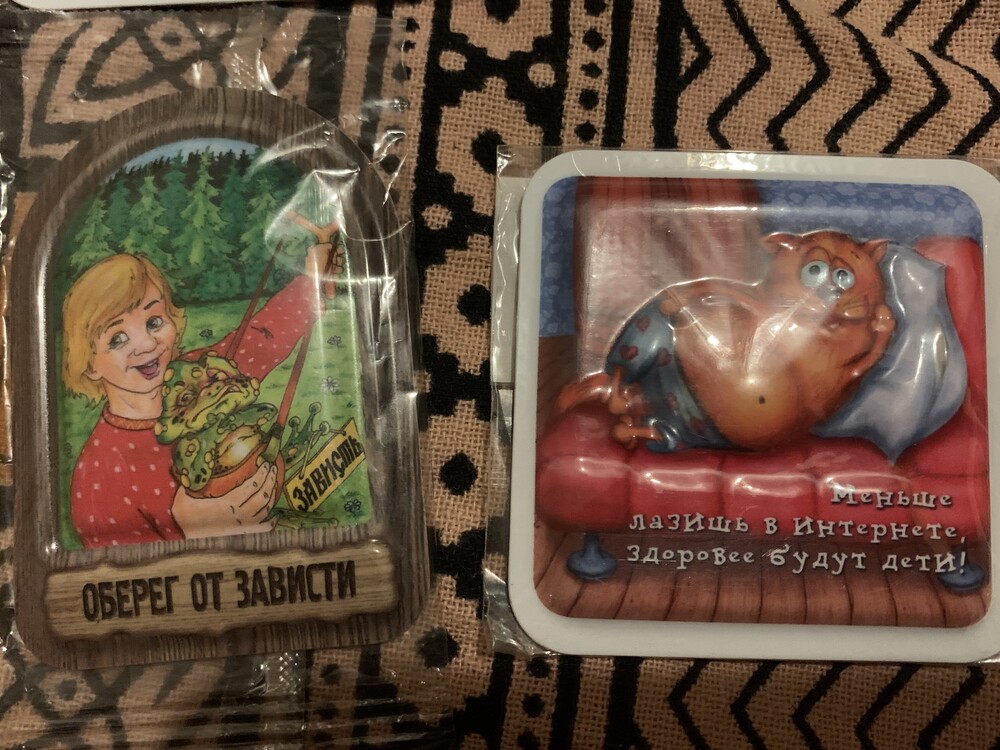 ЗАВИСТЬ
ОБЕРЕГ ОТ ЗАВИСТИ
Меньше
лазишь в Интернете,
здоровее будут дети!